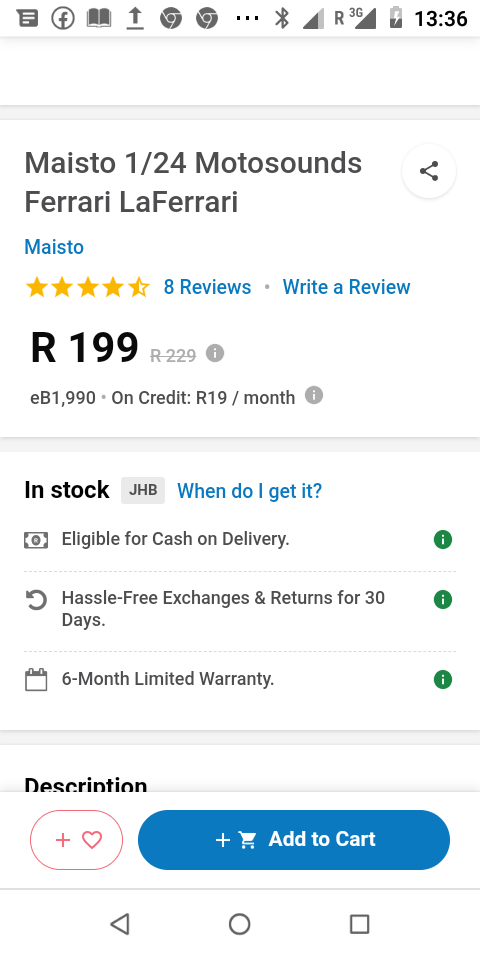 R 3G 13:36
Maisto 1/24 Motosounds
Ferrari LaFerrari
Maisto
8 Reviews • Write a Review
R 199 R 229
eB1,990 • On Credit: R19 / month
In stock JHB When do I get it?
Eligible for Cash on Delivery.
Hassle-Free Exchanges & Returns for 30
Days.
6-Month Limited Warranty.
Description
Add to Cart